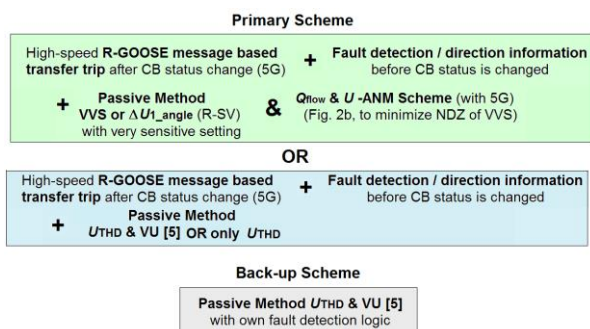 Primary Scheme
High-speed R-GOOSE message based + Fault detection / direction information
transfer trip after CB status change (5G) before CB status is changed
+ Passive Method & Qflow & U -ANM Scheme (with 5G)
VVS or ΔU1_angle (R-SV) (Fig. 2b, to minimize NDZ of VVS)
with very sensitive setting
OR
High-speed R-GOOSE message based + Fault detection / direction information
transfer trip after CB status change (5G) before CB status is changed
+ Passive Method
UTHD & VU [5] OR only UTHD
Back-up Scheme
Passive Method UTHD & VU [5]
with own fault detection logic